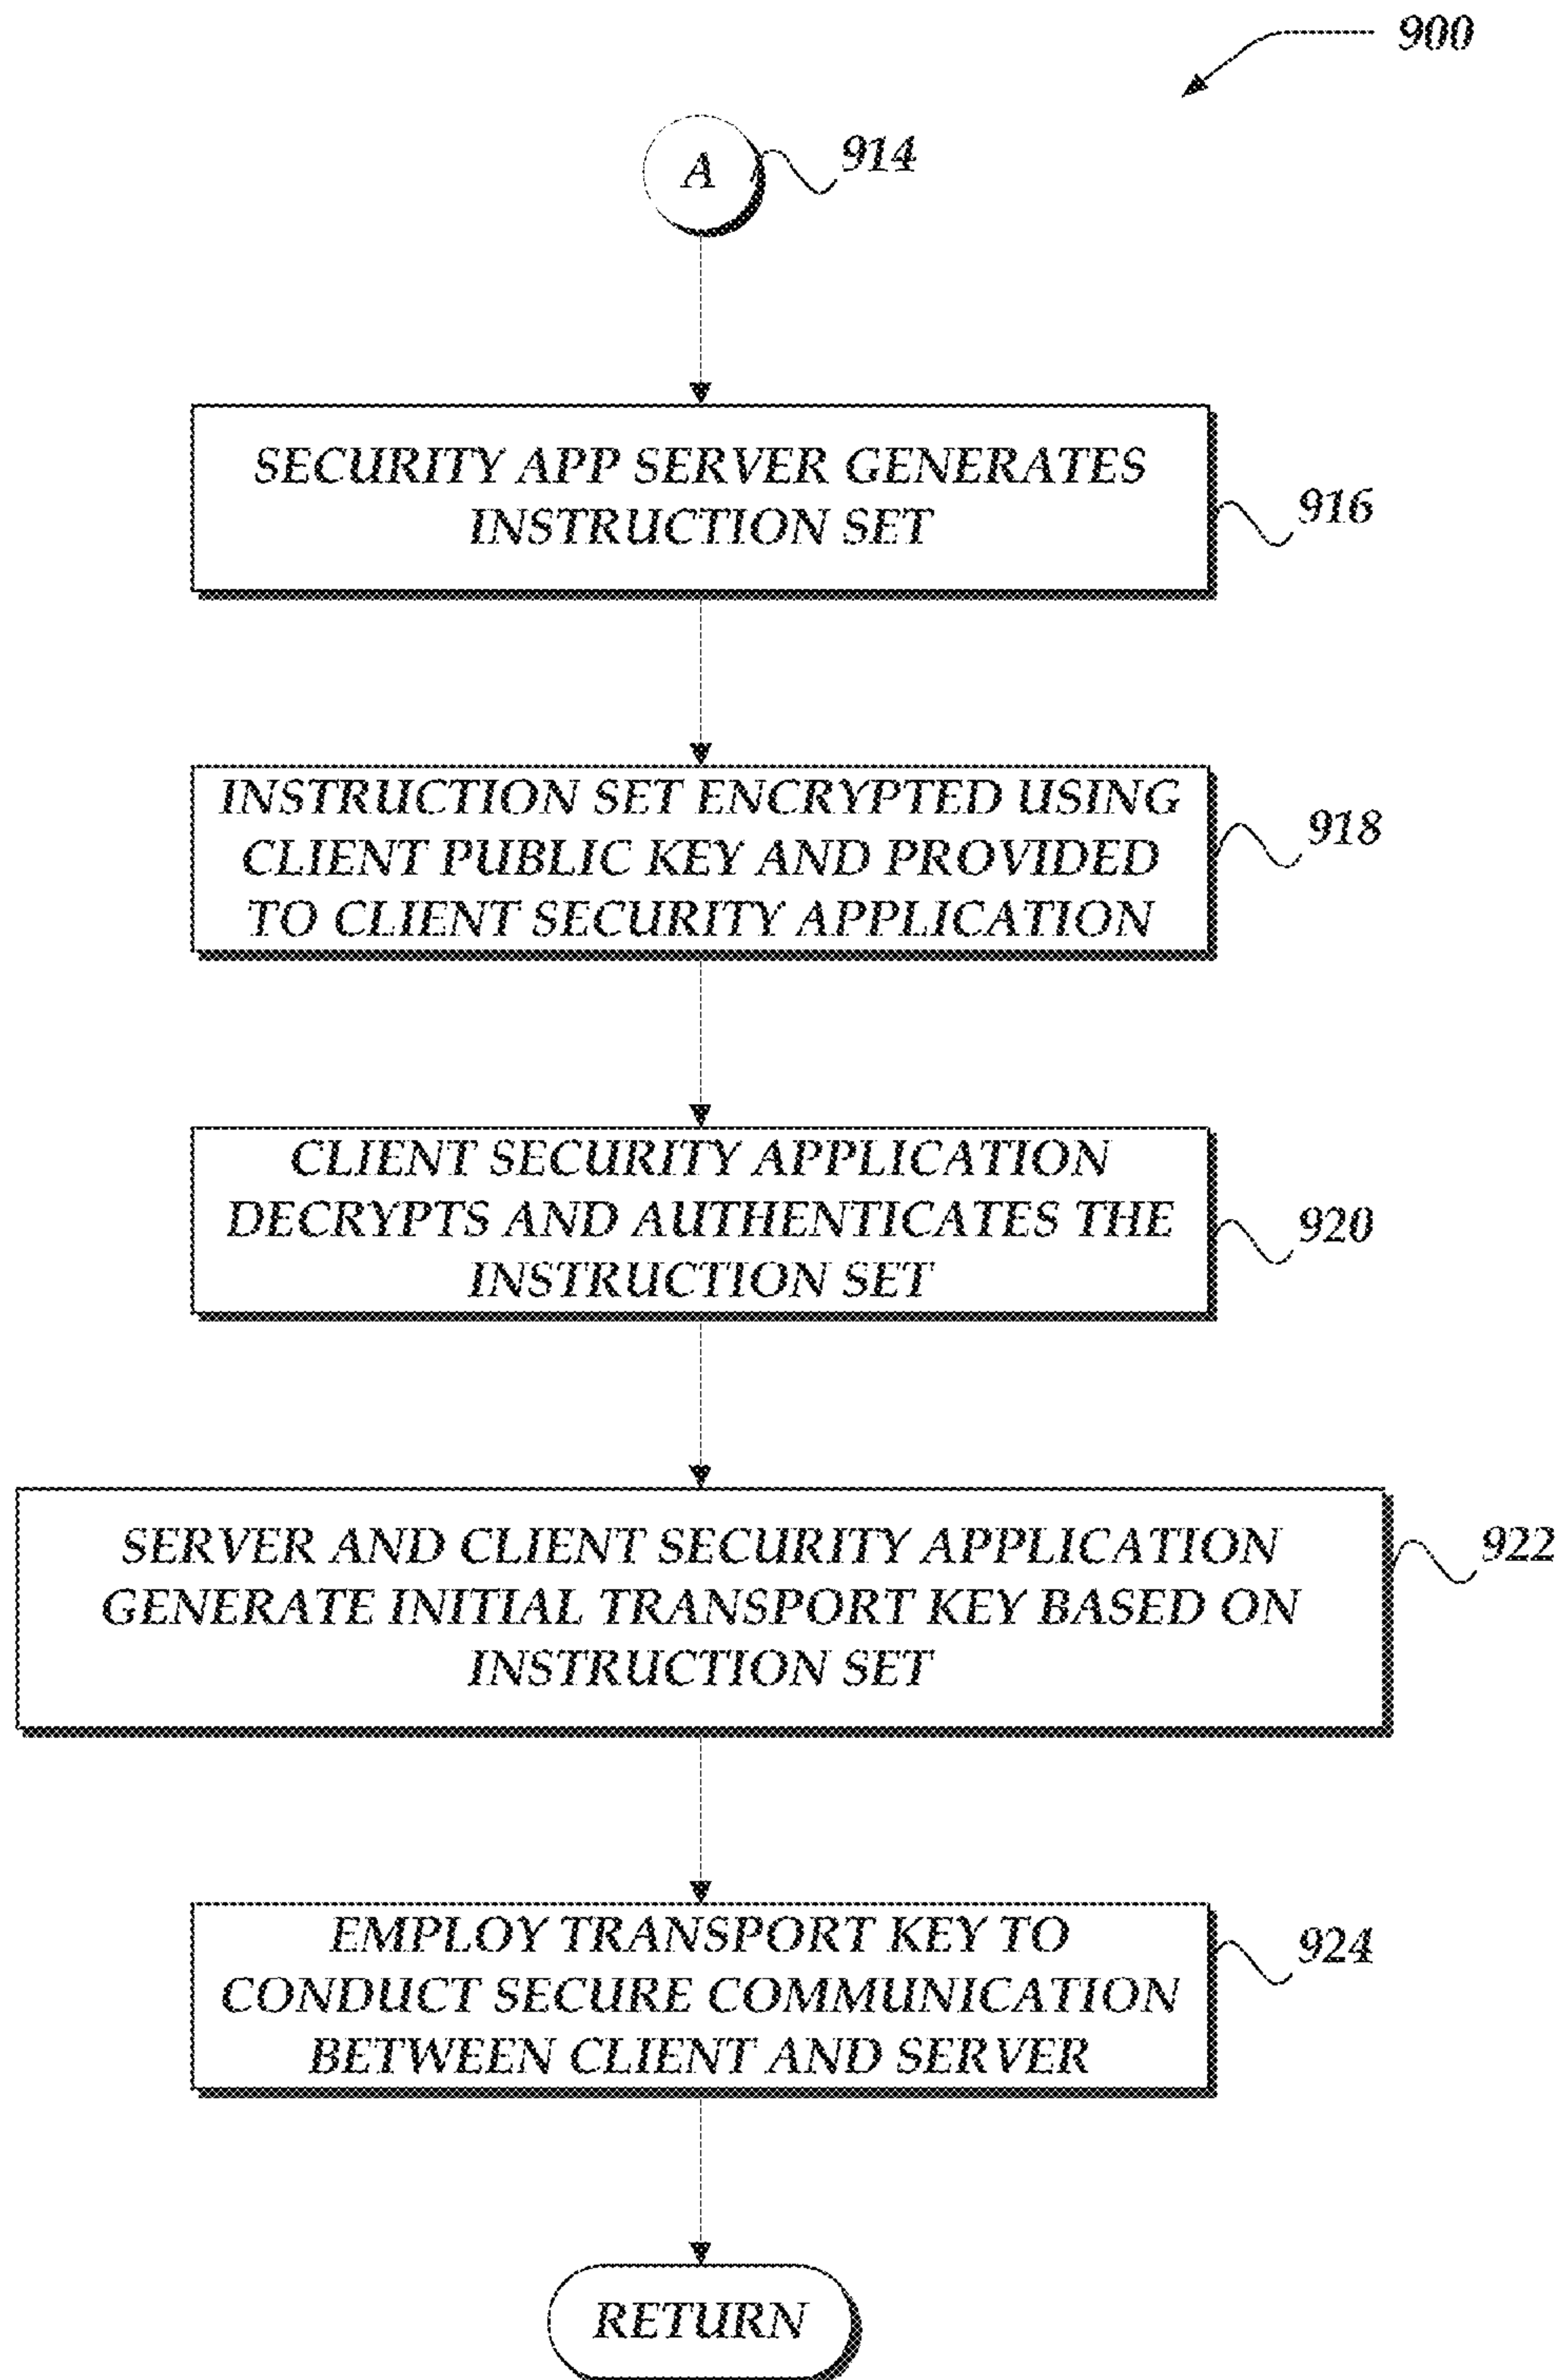 900
A
914
SECURITY APP SERVER GENERATES
INSTRUCTION SET
916
INSTRUCTION SET ENCRYPTED USING
CLIENT PUBLIC KEY AND PROVIDED
TO CLIENT SECURITY APPLICATION
918
CLIENT SECURITY APPLICATION
DECRYPTS AND AUTHENTICATES THE
INSTRUCTION SET
920
SERVER AND CLIENT SECURITY APPLICATION
GENERATE INITIAL TRANSPORT KEY BASED ON
INSTRUCTION SET
922
EMPLOY TRANSPORT KEY TO
CONDUCT SECURE COMMUNICATION
BETWEEN CLIENT AND SERVER
924
RETURN